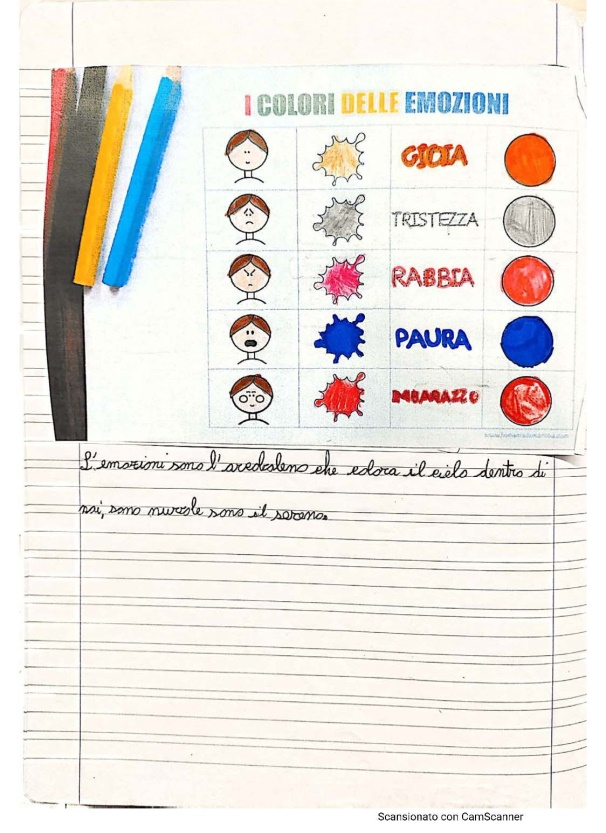 I COLORI DELLE EMOZIONI
GIOIA
TRISTEZZA
RABBIA
PAURA
IMBARAZZO
L'emozioni sono l'arcobaleno che colora il cielo dentro di
noi, sono nuvole sono il sereno.
Scansionato con CamScanner